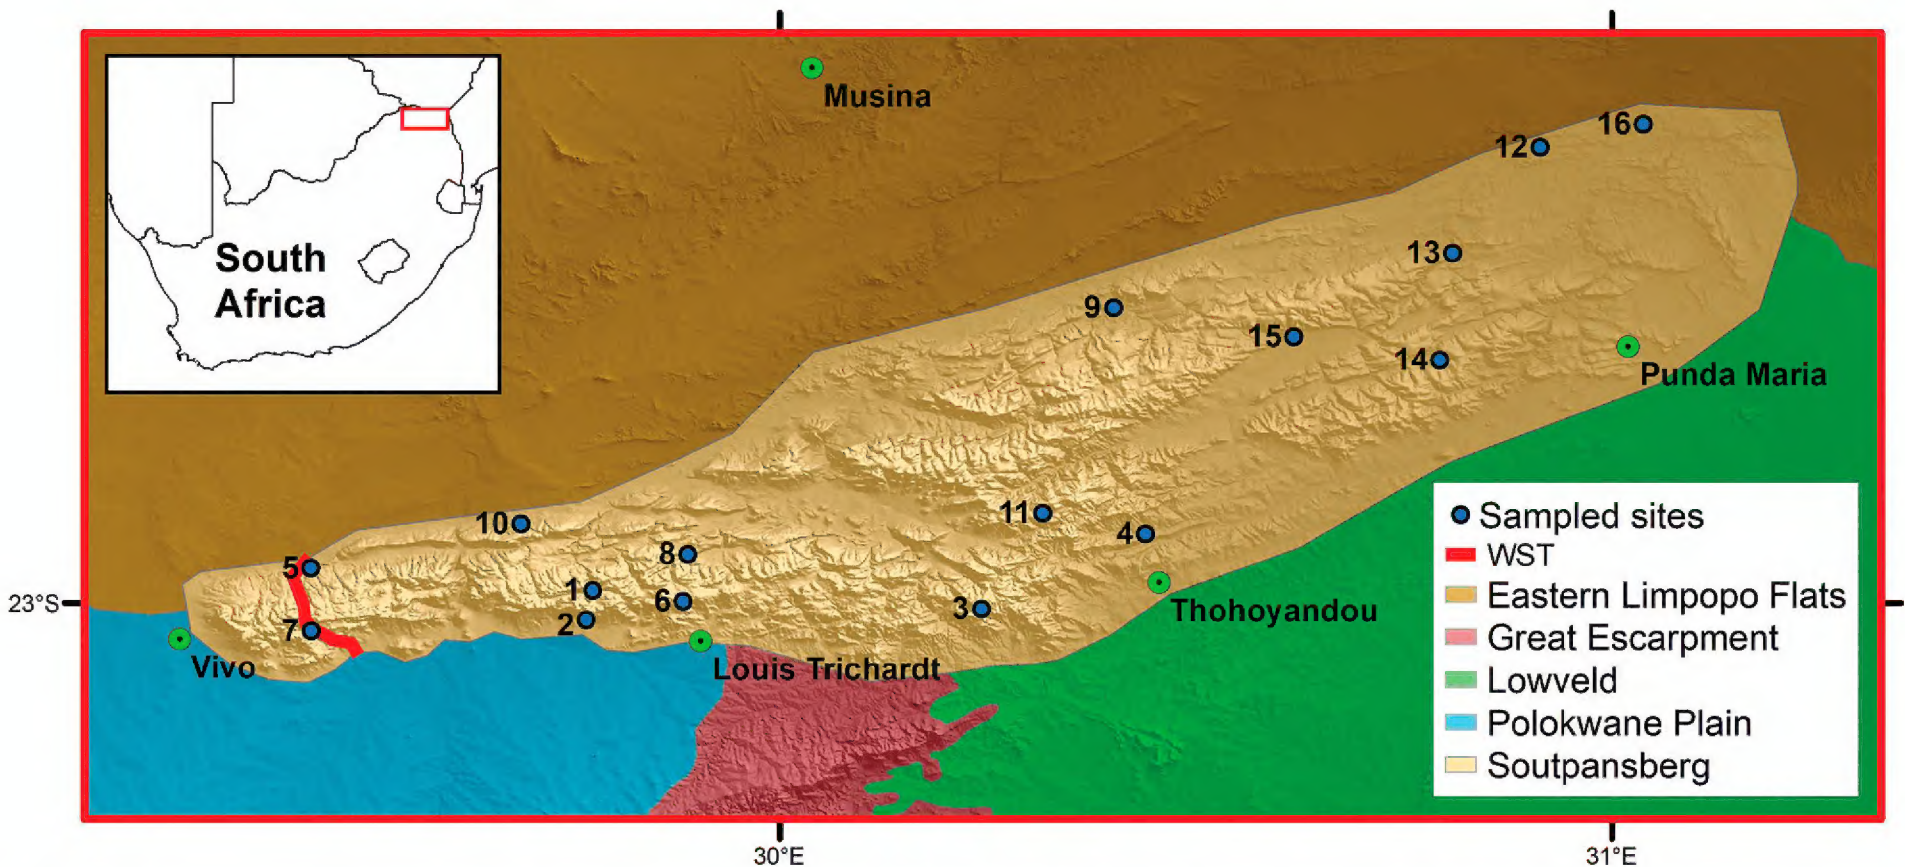 Musina
16
12
South
Africa
13
9
15
14
Punda Maria
11
10
4
8
5
1
6
3
2
7
23°S
Thohoyandou
Vivo
Louis Trichardt
Sampled sites
WST
Eastern Limpopo Flats
Great Escarpment
Lowveld
Polokwane Plain
Soutpansberg
30°E
31°E